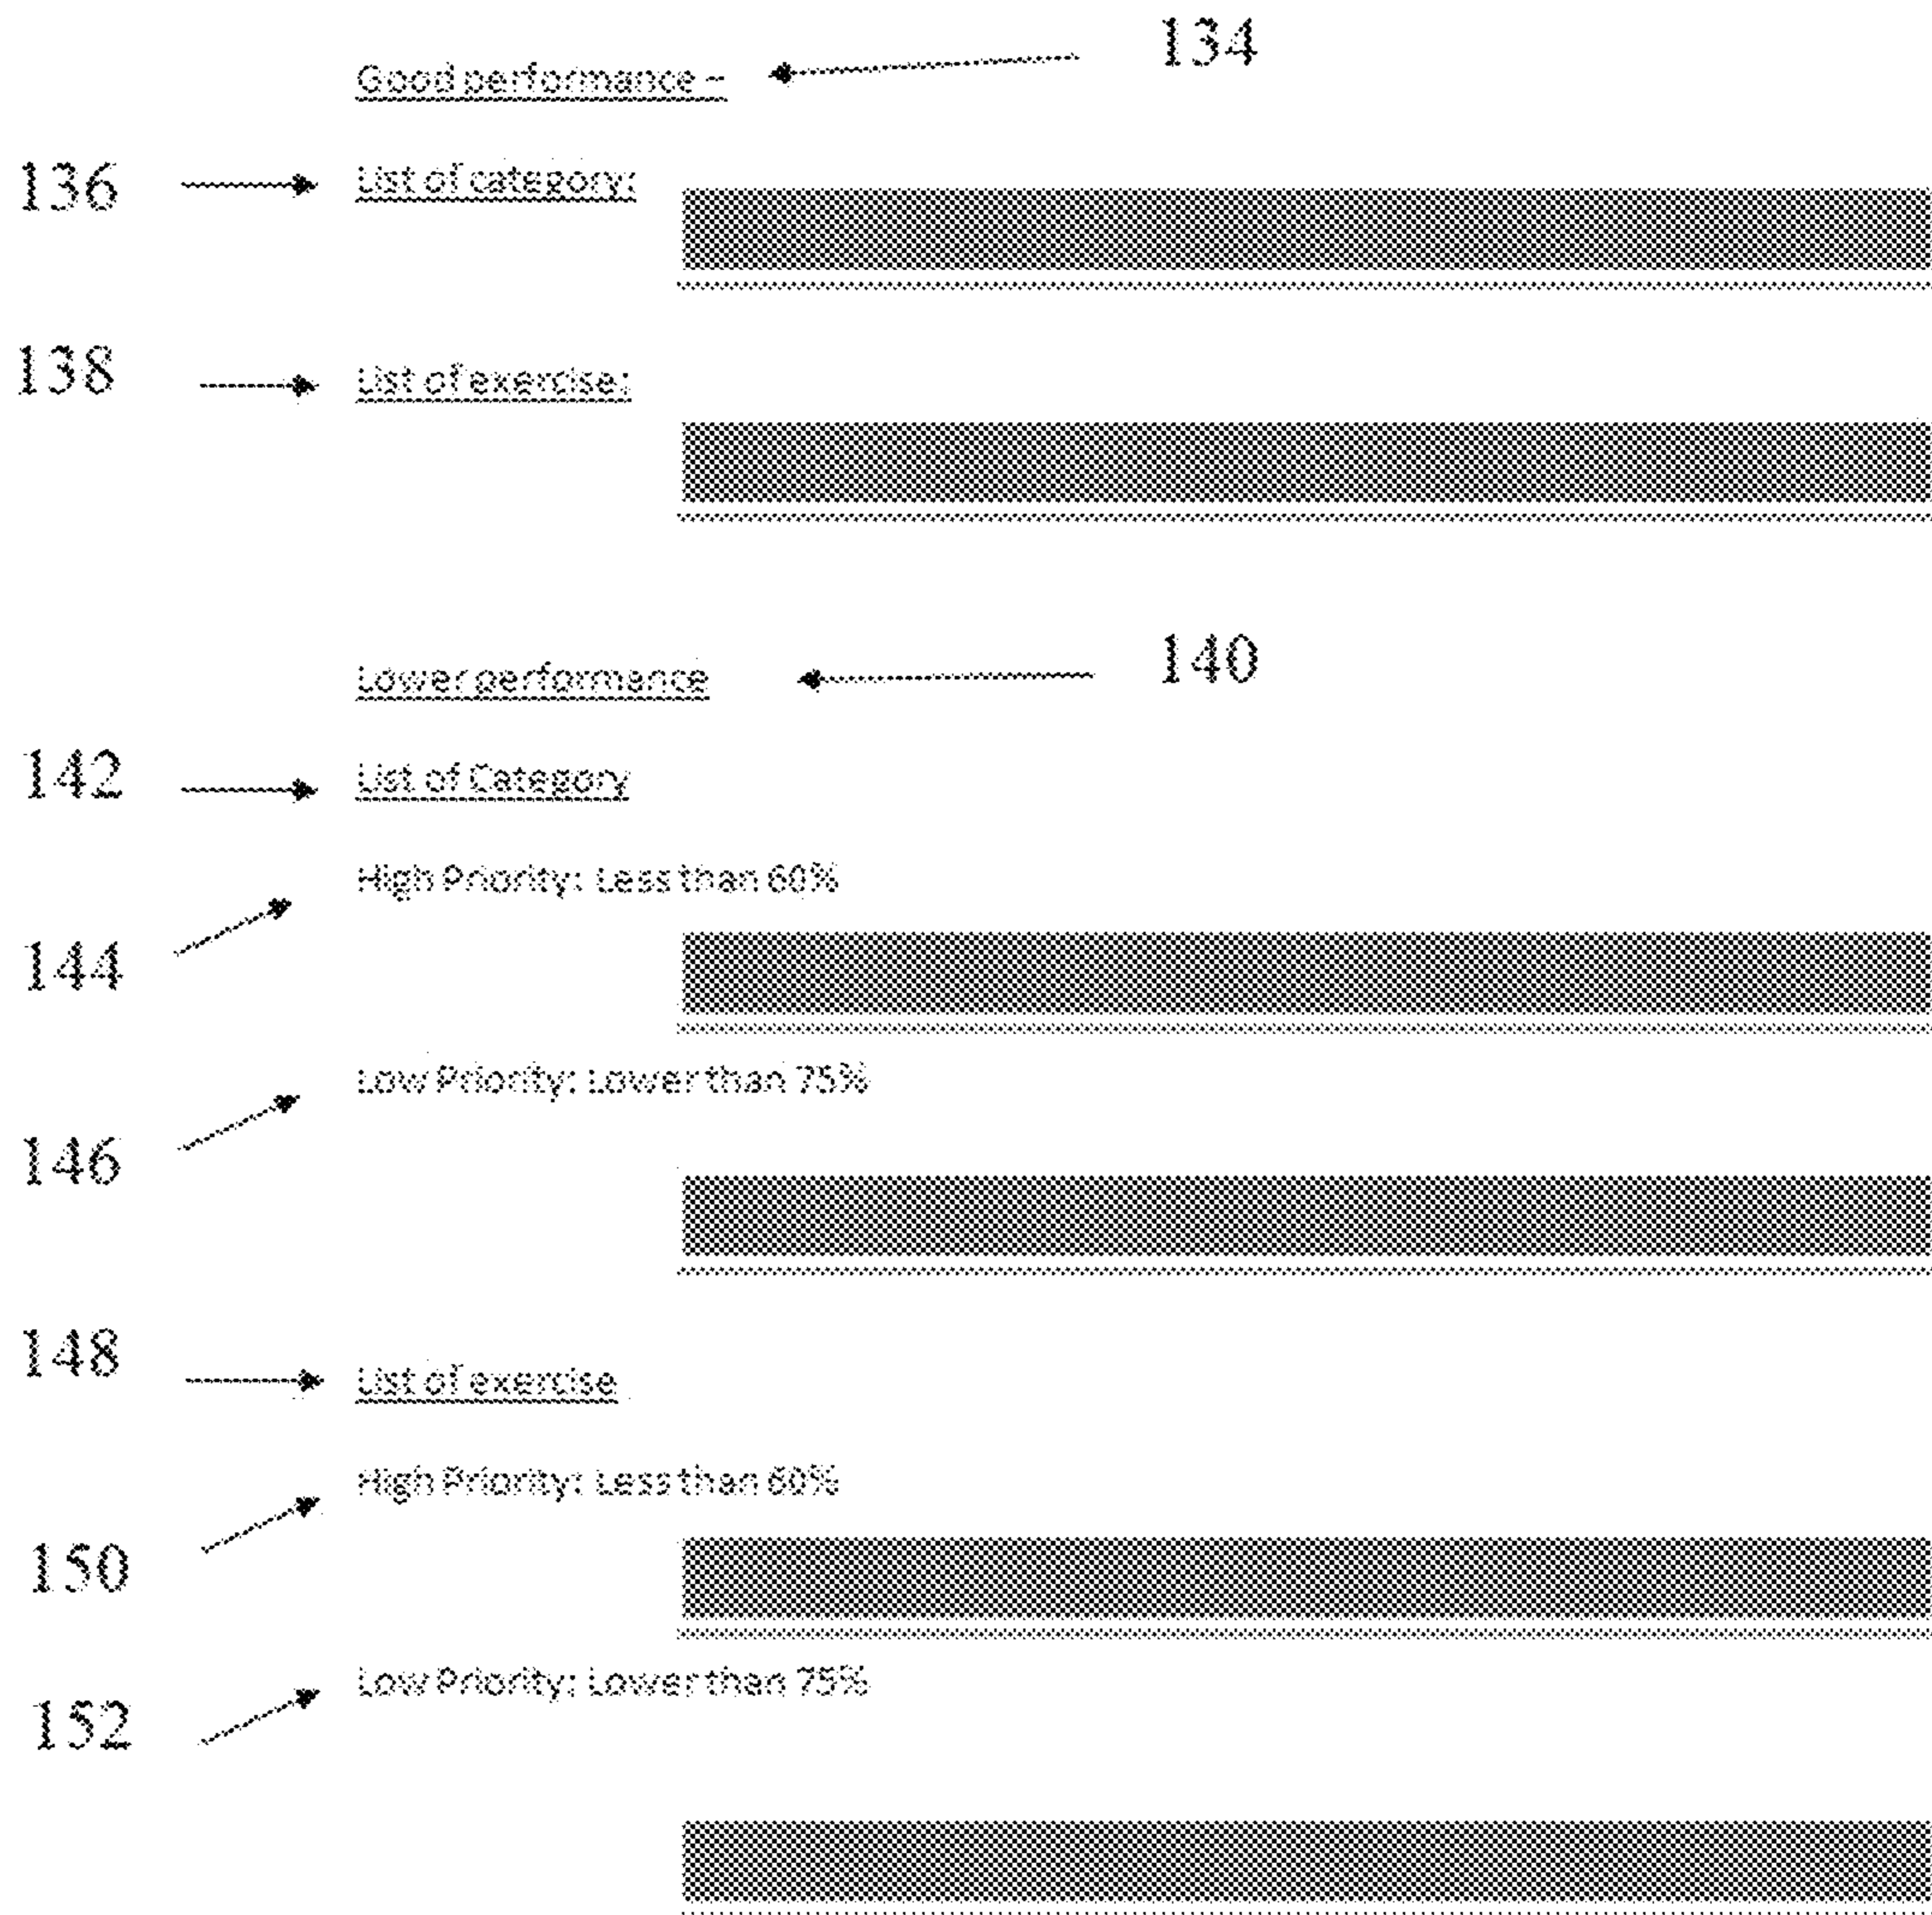 Good performance – 134
136 List of category:
138 List of exercise:
Lower performance 140
142 List of Category
High Priority: Less than 60%
144
Low Priority: Lower than 75%
146
148
List of exercise
High Priority: Less than 60%
150
Low Priority: Lower than 75%
152